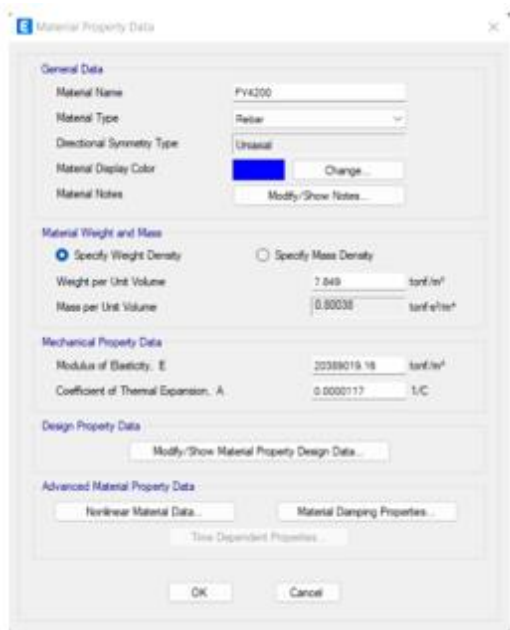 E Material Property Data
General Data
Material Name FY4200
Material Type Rebar
Directional Symmetry Type Uniaxial
Material Display Color Change...
Material Notes Modify/Show Notes...
Material Weight and Mass
Specify Weight Density Specify Mass Density
Weight per Unit Volume 7.849 tonf/m³
Mass per Unit Volume 0.80038 tonf-s²/m⁴
Mechanical Property Data
Modulus of Elasticity, E 20389019.16 tonf/m²
Coefficient of Thermal Expansion, A 0.0000117 1/C
Design Property Data
Modify/Show Material Property Design Data...
Advanced Material Property Data
Nonlinear Material Data... Material Damping Properties...
Time Dependent Properties...
OK Cancel